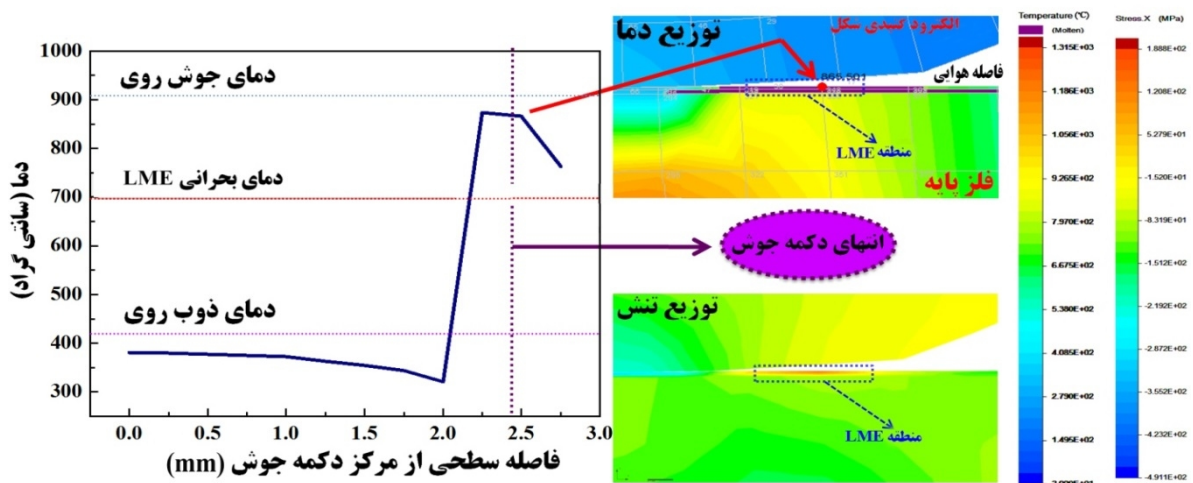 1000
900
800
700
600
500
400
300
دمای جوش روی
دمای بحرانی LME
دمای ذوب روی
دما (سانتی گراد)
0.0 0.5 1.0 1.5 2.0 2.5 3.0
فاصله سطحی از مرکز دکمه جوش (mm)
توزیع دما
الکترود گنبدی شکل
فاصله هوایی
865.501
منطقه LME
فلز پایه
انتهای دکمه جوش
توزیع تنش
منطقه LME
Temperature (°C)
(Molten)
1.315E+03
1.186E+03
1.056E+03
9.265E+02
7.970E+02
6.675E+02
5.380E+02
4.085E+02
2.790E+02
1.495E+02
Stress.X (MPa)
1.888E+02
1.208E+02
5.279E+01
-1.520E+01
-8.319E+01
-1.512E+02
-2.192E+02
-2.872E+02
-3.552E+02
-4.232E+02
-4.911E+02